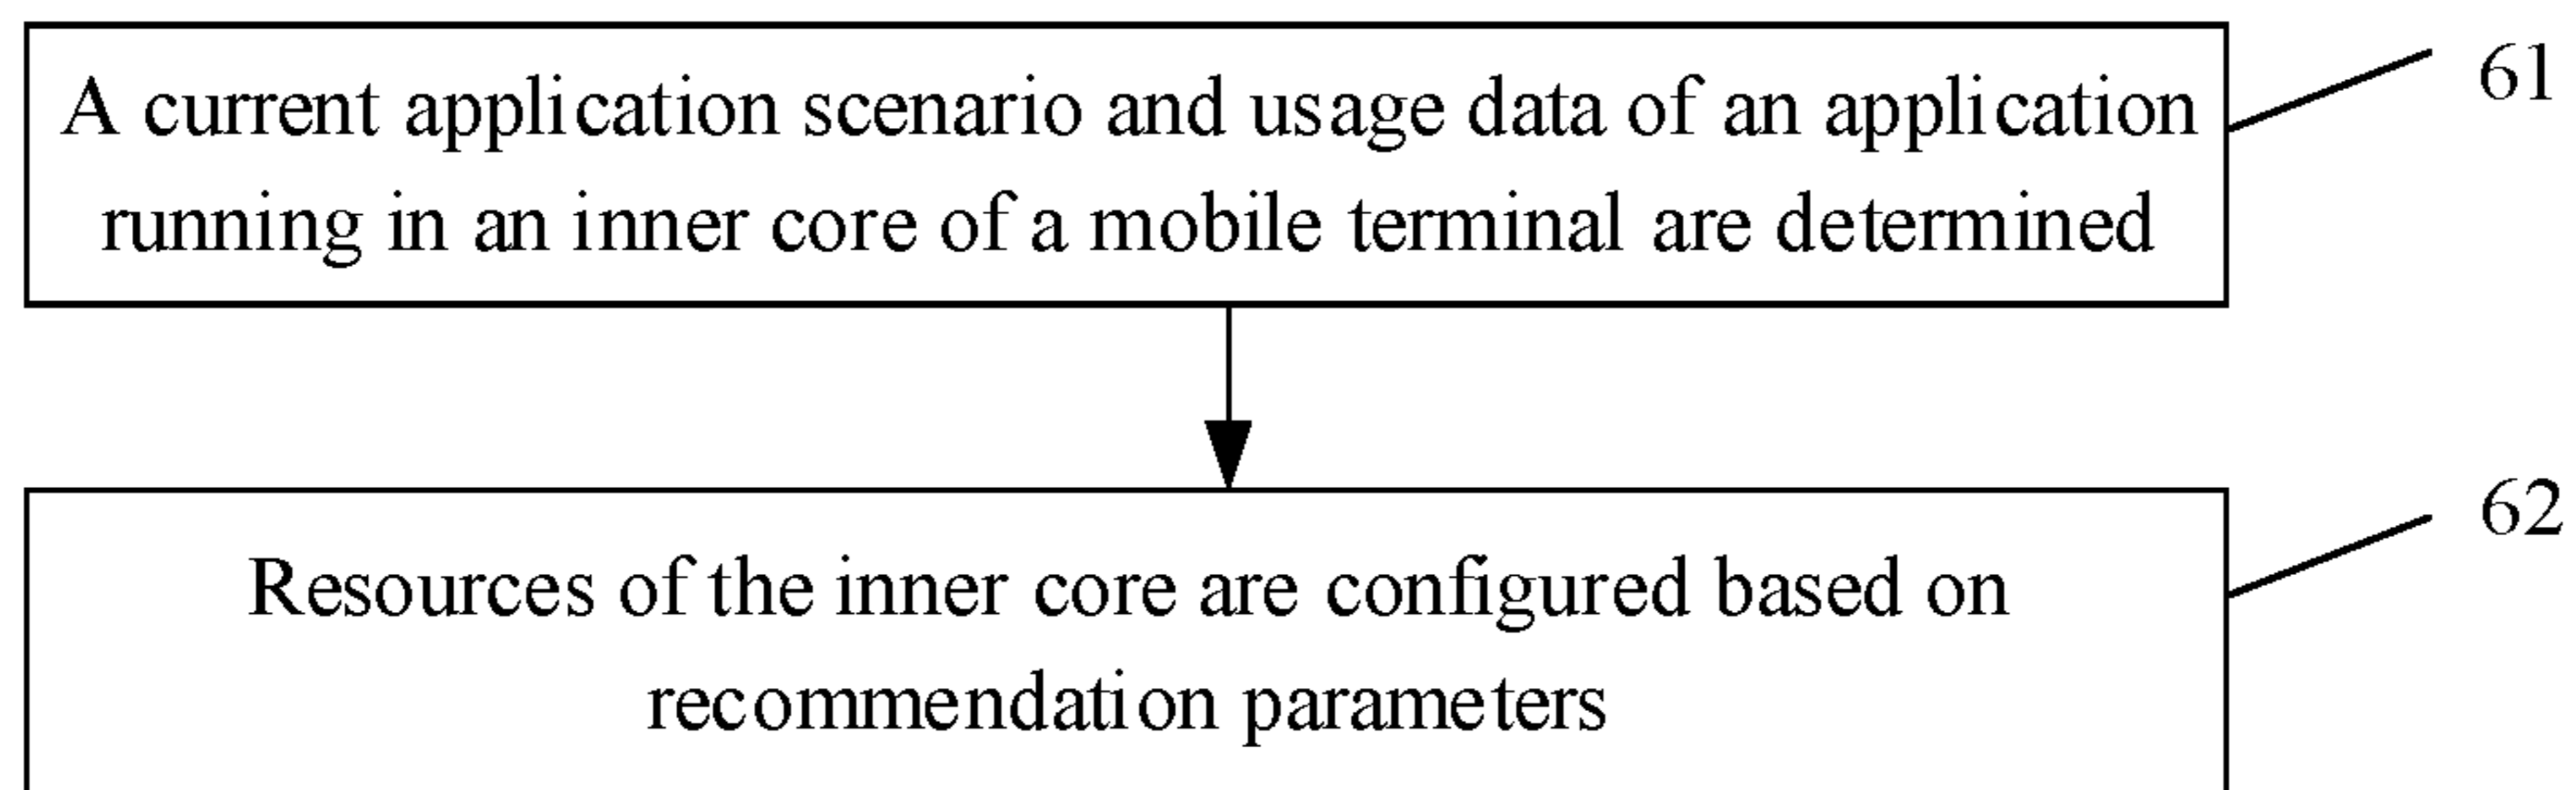 A current application scenario and usage data of an application
running in an inner core of a mobile terminal are determined
61
Resources of the inner core are configured based on
recommendation parameters
62